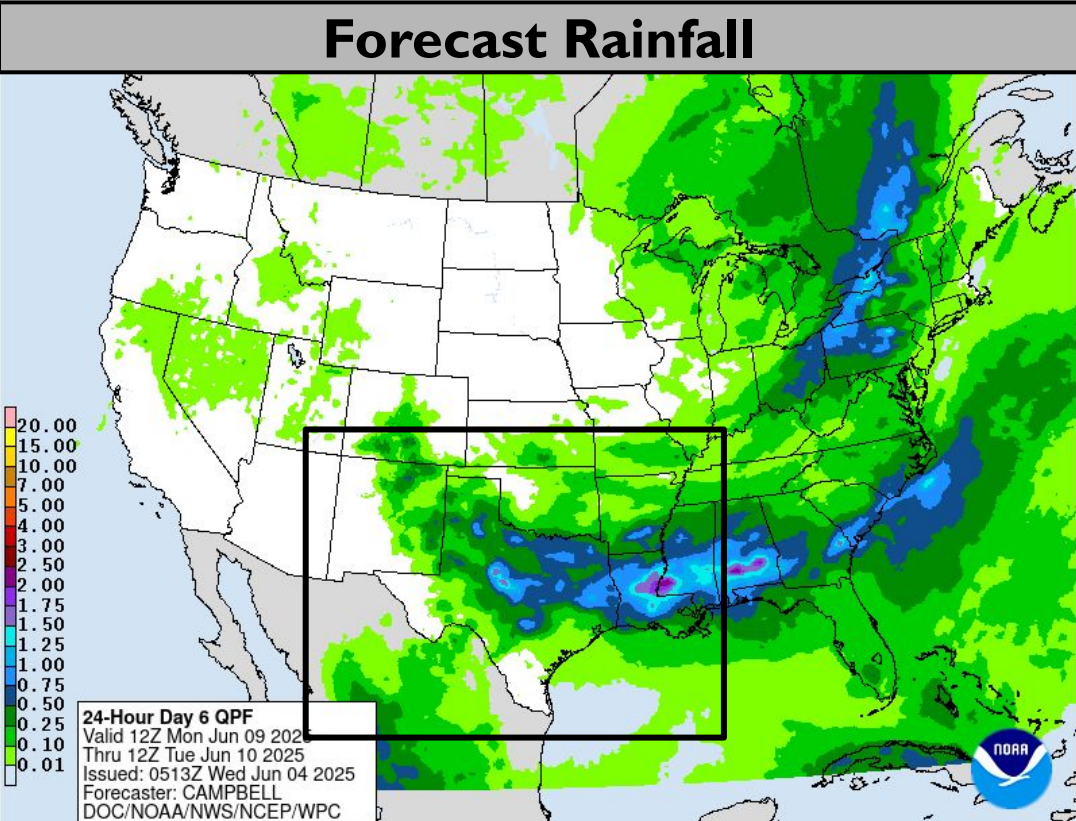 Forecast Rainfall
20.00
15.00
10.00
7.00
5.00
4.00
3.00
2.50
2.00
1.75
1.50
1.25
1.00
0.75
0.50
0.25
0.10
0.01
24-Hour Day 6 QPF
Valid 12Z Mon Jun 09 2025
Thru 12Z Tue Jun 10 2025
Issued: 0513Z Wed Jun 04 2025
Forecaster: CAMPBELL
DOC/NOAA/NWS/NCEP/WPC
NOAA